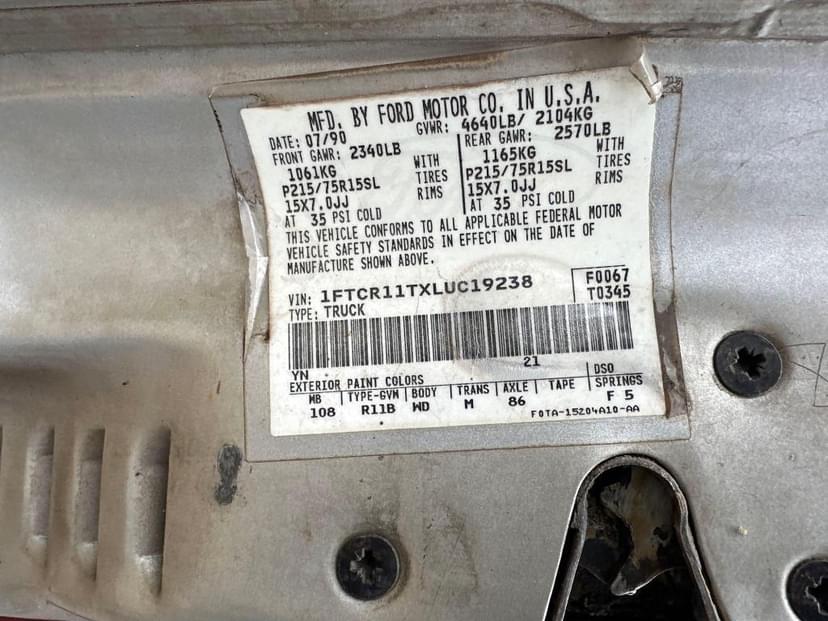 MFD. BY FORD MOTOR CO. IN U.S.A.
DATE: 07/90 GVWR: 4640LB/ 2104KG
FRONT GAWR: 2340LB REAR GAWR: 2570LB
1061KG WITH 1165KG WITH
P215/75R15SL TIRES P215/75R15SL TIRES
15X7.0JJ RIMS 15X7.0JJ RIMS
AT 35 PSI COLD AT 35 PSI COLD
THIS VEHICLE CONFORMS TO ALL APPLICABLE FEDERAL MOTOR
VEHICLE SAFETY STANDARDS IN EFFECT ON THE DATE OF
MANUFACTURE SHOWN ABOVE.
VIN: 1FTCR11TXLUC19238 F0067
TYPE: TRUCK T0345
YN 21
EXTERIOR PAINT COLORS DSO
WB TYPE-GVM BODY TRANS AXLE TAPE SPRINGS
108 R11B WD M 86 F 5
F0TA-15204A10-AA